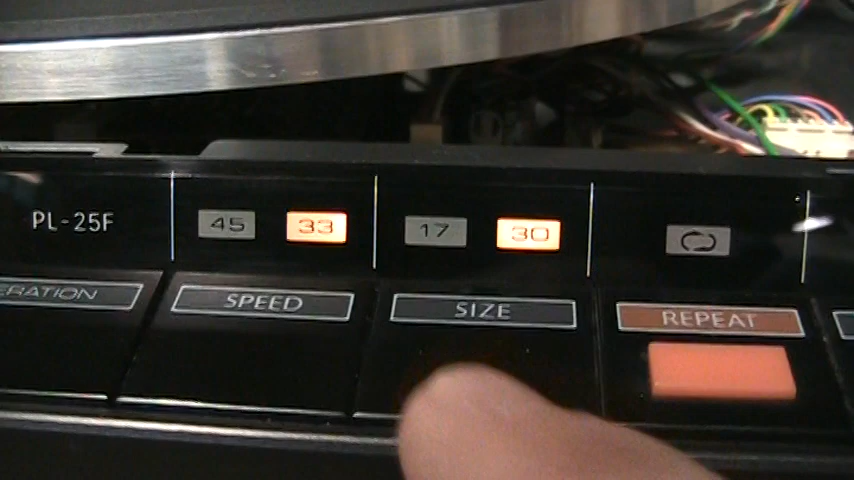 PL-25F
45 33
17 30
ERATION
SPEED
SIZE
REPEAT